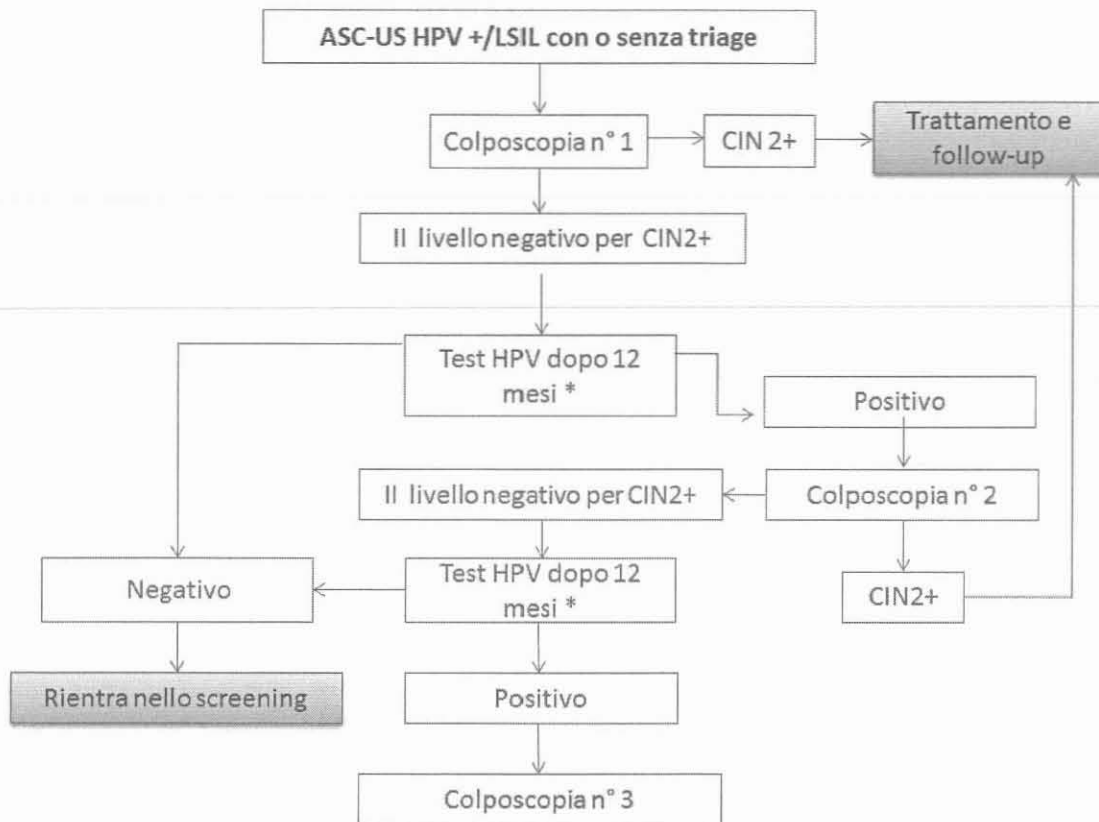 ASC-US HPV +/LSIL con o senza triage
Colposcopia n° 1
CIN 2+
Trattamento e
follow-up
II livello negativo per CIN2+
Test HPV dopo 12
mesi *
Positivo
II livello negativo per CIN2+
Colposcopia n° 2
Negativo
Test HPV dopo 12
mesi *
CIN2+
Rientra nello screening
Positivo
Colposcopia n° 3